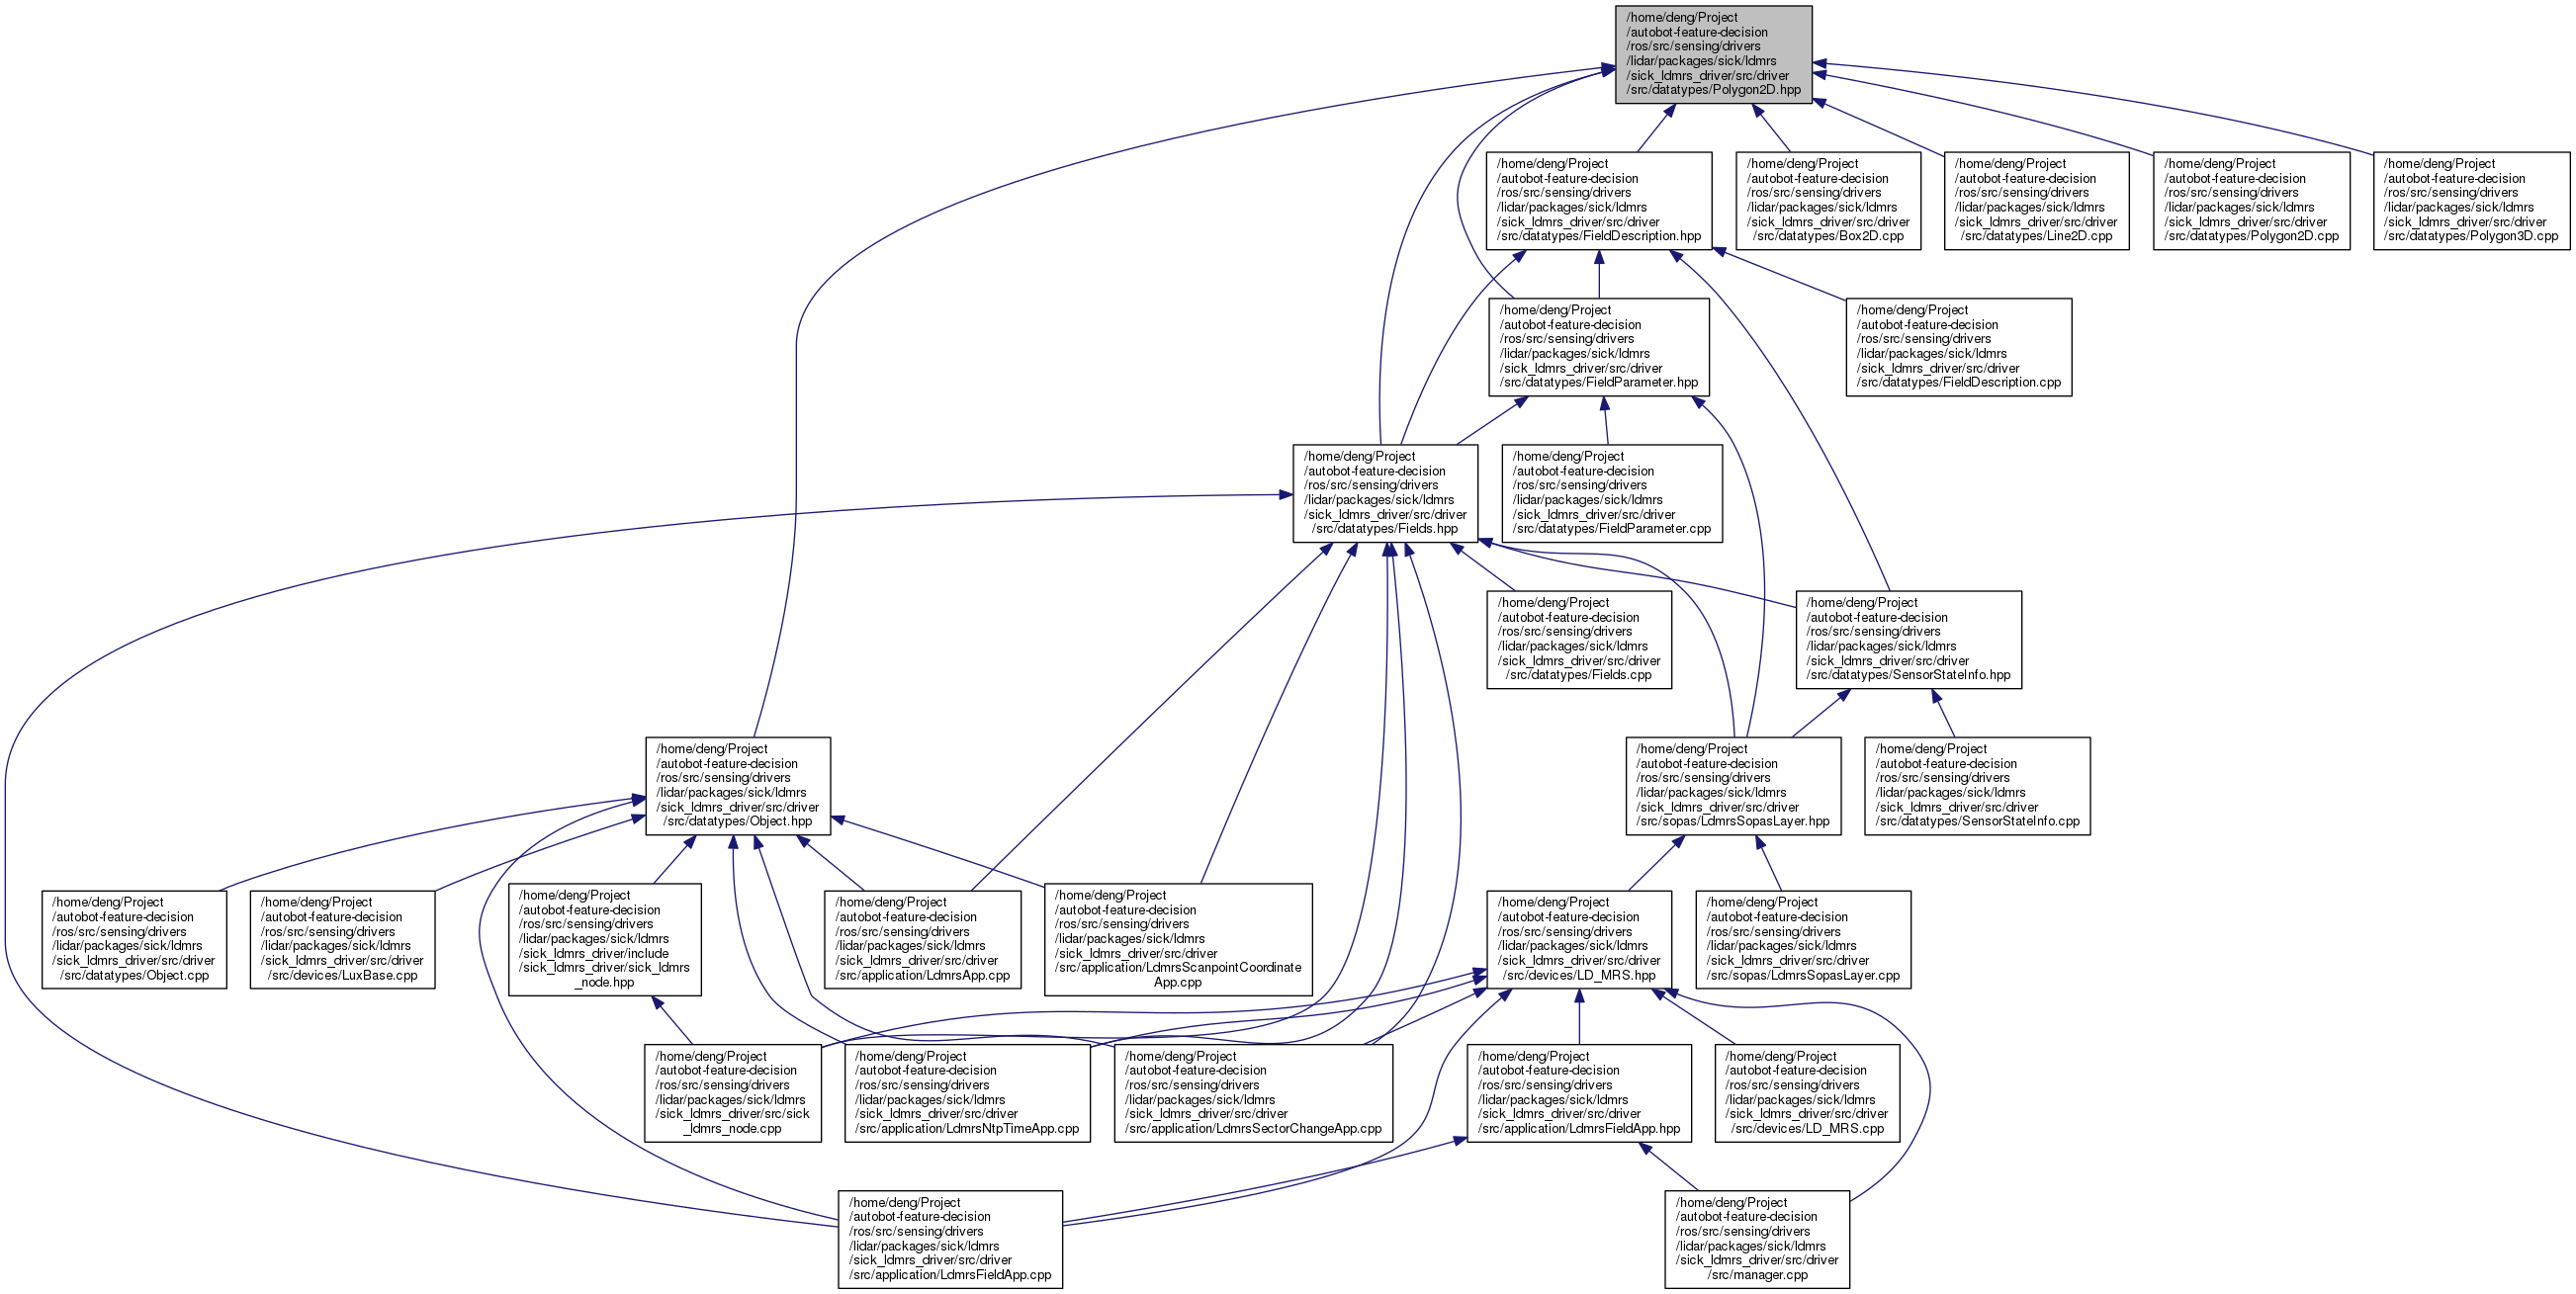 /home/deng/Project
/autobot-feature-decision
/ros/src/sensing/drivers
/lidar/packages/sick/ldmrs
/sick_ldmrs_driver/src/driver
/src/datatypes/Polygon2D.hpp
/home/deng/Project
/autobot-feature-decision
/ros/src/sensing/drivers
/lidar/packages/sick/ldmrs
/sick_ldmrs_driver/src/driver
/src/datatypes/FieldDescription.hpp
/home/deng/Project
/autobot-feature-decision
/ros/src/sensing/drivers
/lidar/packages/sick/ldmrs
/sick_ldmrs_driver/src/driver
/src/datatypes/Box2D.cpp
/home/deng/Project
/autobot-feature-decision
/ros/src/sensing/drivers
/lidar/packages/sick/ldmrs
/sick_ldmrs_driver/src/driver
/src/datatypes/Line2D.cpp
/home/deng/Project
/autobot-feature-decision
/ros/src/sensing/drivers
/lidar/packages/sick/ldmrs
/sick_ldmrs_driver/src/driver
/src/datatypes/Polygon2D.cpp
/home/deng/Project
/autobot-feature-decision
/ros/src/sensing/drivers
/lidar/packages/sick/ldmrs
/sick_ldmrs_driver/src/driver
/src/datatypes/Polygon3D.cpp
/home/deng/Project
/autobot-feature-decision
/ros/src/sensing/drivers
/lidar/packages/sick/ldmrs
/sick_ldmrs_driver/src/driver
/src/datatypes/FieldParameter.hpp
/home/deng/Project
/autobot-feature-decision
/ros/src/sensing/drivers
/lidar/packages/sick/ldmrs
/sick_ldmrs_driver/src/driver
/src/datatypes/FieldDescription.cpp
/home/deng/Project
/autobot-feature-decision
/ros/src/sensing/drivers
/lidar/packages/sick/ldmrs
/sick_ldmrs_driver/src/driver
/src/datatypes/Fields.hpp
/home/deng/Project
/autobot-feature-decision
/ros/src/sensing/drivers
/lidar/packages/sick/ldmrs
/sick_ldmrs_driver/src/driver
/src/datatypes/FieldParameter.cpp
/home/deng/Project
/autobot-feature-decision
/ros/src/sensing/drivers
/lidar/packages/sick/ldmrs
/sick_ldmrs_driver/src/driver
/src/datatypes/Fields.cpp
/home/deng/Project
/autobot-feature-decision
/ros/src/sensing/drivers
/lidar/packages/sick/ldmrs
/sick_ldmrs_driver/src/driver
/src/datatypes/SensorStateInfo.hpp
/home/deng/Project
/autobot-feature-decision
/ros/src/sensing/drivers
/lidar/packages/sick/ldmrs
/sick_ldmrs_driver/src/driver
/src/datatypes/Object.hpp
/home/deng/Project
/autobot-feature-decision
/ros/src/sensing/drivers
/lidar/packages/sick/ldmrs
/sick_ldmrs_driver/src/driver
/src/sopas/LdmrsSopasLayer.hpp
/home/deng/Project
/autobot-feature-decision
/ros/src/sensing/drivers
/lidar/packages/sick/ldmrs
/sick_ldmrs_driver/src/driver
/src/datatypes/SensorStateInfo.cpp
/home/deng/Project
/autobot-feature-decision
/ros/src/sensing/drivers
/lidar/packages/sick/ldmrs
/sick_ldmrs_driver/src/driver
/src/datatypes/Object.cpp
/home/deng/Project
/autobot-feature-decision
/ros/src/sensing/drivers
/lidar/packages/sick/ldmrs
/sick_ldmrs_driver/src/driver
/src/devices/LuxBase.cpp
/home/deng/Project
/autobot-feature-decision
/ros/src/sensing/drivers
/lidar/packages/sick/ldmrs
/sick_ldmrs_driver/include
/sick_ldmrs_driver/sick_ldmrs
_node.hpp
/home/deng/Project
/autobot-feature-decision
/ros/src/sensing/drivers
/lidar/packages/sick/ldmrs
/sick_ldmrs_driver/src/driver
/src/application/LdmrsApp.cpp
/home/deng/Project
/autobot-feature-decision
/ros/src/sensing/drivers
/lidar/packages/sick/ldmrs
/sick_ldmrs_driver/src/driver
/src/application/LdmrsScanpointCoordinate
App.cpp
/home/deng/Project
/autobot-feature-decision
/ros/src/sensing/drivers
/lidar/packages/sick/ldmrs
/sick_ldmrs_driver/src/driver
/src/devices/LD_MRS.hpp
/home/deng/Project
/autobot-feature-decision
/ros/src/sensing/drivers
/lidar/packages/sick/ldmrs
/sick_ldmrs_driver/src/driver
/src/sopas/LdmrsSopasLayer.cpp
/home/deng/Project
/autobot-feature-decision
/ros/src/sensing/drivers
/lidar/packages/sick/ldmrs
/sick_ldmrs_driver/src/sick
_ldmrs_node.cpp
/home/deng/Project
/autobot-feature-decision
/ros/src/sensing/drivers
/lidar/packages/sick/ldmrs
/sick_ldmrs_driver/src/driver
/src/application/LdmrsNtpTimeApp.cpp
/home/deng/Project
/autobot-feature-decision
/ros/src/sensing/drivers
/lidar/packages/sick/ldmrs
/sick_ldmrs_driver/src/driver
/src/application/LdmrsSectorChangeApp.cpp
/home/deng/Project
/autobot-feature-decision
/ros/src/sensing/drivers
/lidar/packages/sick/ldmrs
/sick_ldmrs_driver/src/driver
/src/application/LdmrsFieldApp.hpp
/home/deng/Project
/autobot-feature-decision
/ros/src/sensing/drivers
/lidar/packages/sick/ldmrs
/sick_ldmrs_driver/src/driver
/src/devices/LD_MRS.cpp
/home/deng/Project
/autobot-feature-decision
/ros/src/sensing/drivers
/lidar/packages/sick/ldmrs
/sick_ldmrs_driver/src/driver
/src/application/LdmrsFieldApp.cpp
/home/deng/Project
/autobot-feature-decision
/ros/src/sensing/drivers
/lidar/packages/sick/ldmrs
/sick_ldmrs_driver/src/driver
/src/manager.cpp